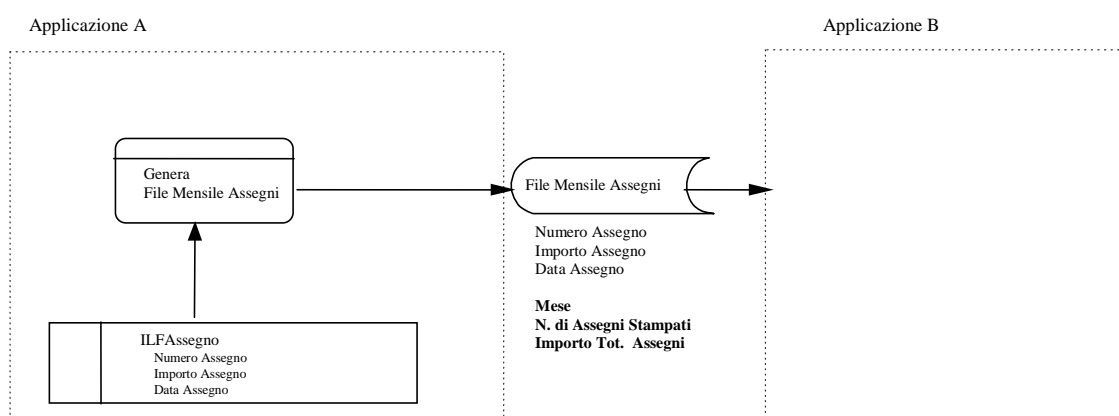 Applicazione A
Applicazione B
Genera
File Mensile Assegni
File Mensile Assegni
Numero Assegno
Importo Assegno
Data Assegno
Mese
N. di Assegni Stampati
Importo Tot. Assegni
ILFAssegno
Numero Assegno
Importo Assegno
Data Assegno